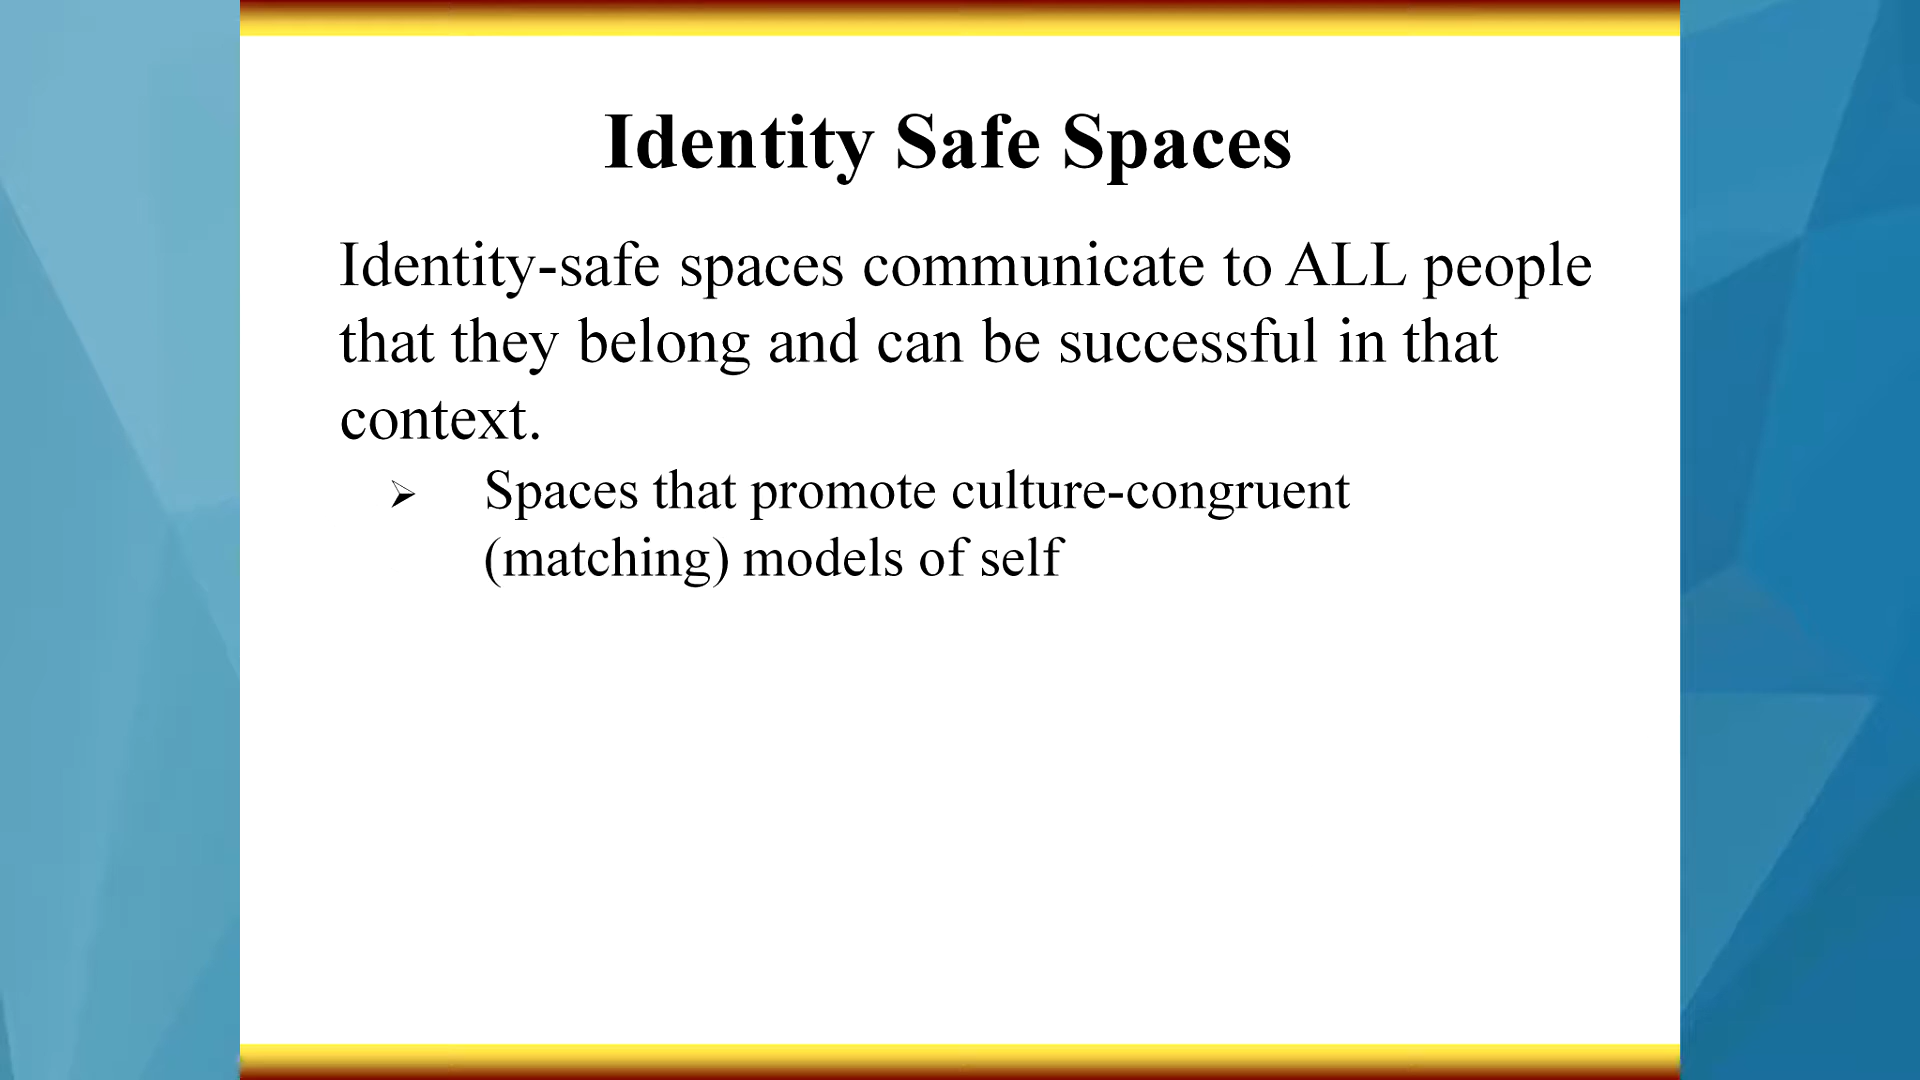 Identity Safe Spaces
Identity-safe spaces communicate to ALL people
that they belong and can be successful in that
context.
➢ Spaces that promote culture-congruent
(matching) models of self